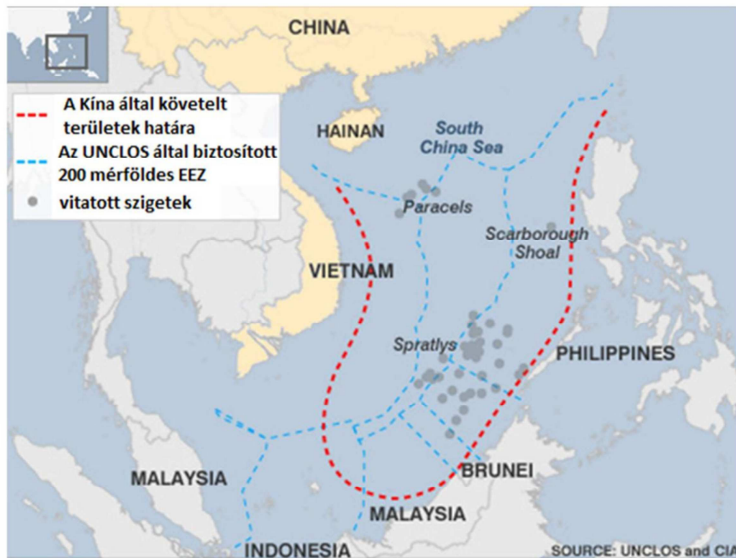 CHINA
A Kína által követelt
területek határa
Az UNCLOS által biztosított
200 mérföldes EEZ
vitatott szigetek
HAINAN
South
China Sea
Paracels
Scarborough
Shoal
VIETNAM
Spratlys
PHILIPPINES
MALAYSIA
BRUNEI
MALAYSIA
INDONESIA
SOURCE: UNCLOS and CIA